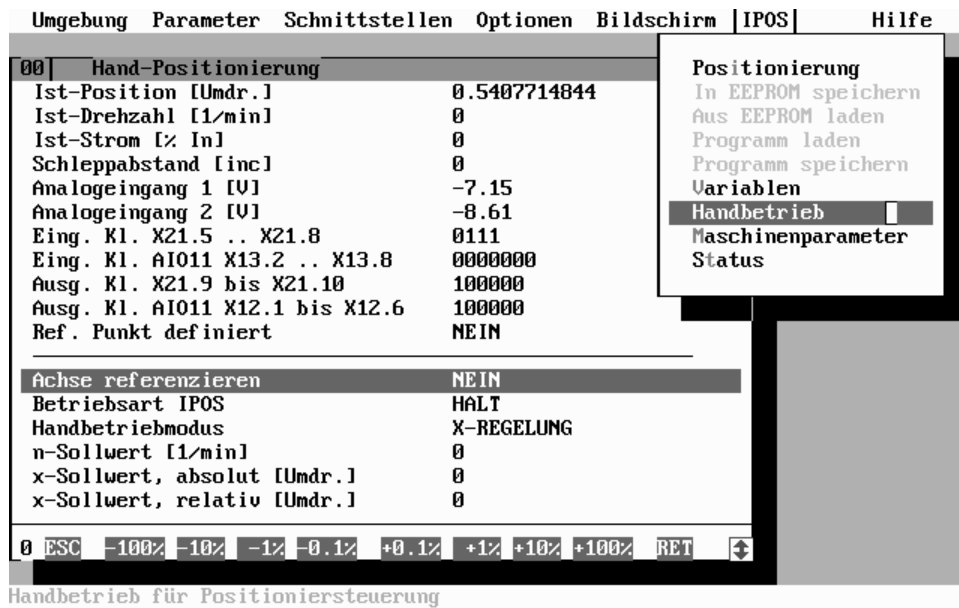 Umgebung Parameter Schnittstellen Optionen Bildschirm IPOS Hilfe
00 Hand-Positionierung
Ist-Position [Umdr.] 0.5407714844
Ist-Drehzahl [1/min] 0
Ist-Strom [% In] 0
Schleppabstand [inc] 0
Analogeingang 1 [V] -7.15
Analogeingang 2 [V] -8.61
Eing. Kl. X21.5 .. X21.8 0111
Eing. Kl. AIO11 X13.2 .. X13.8 0000000
Ausg. Kl. X21.9 bis X21.10 100000
Ausg. Kl. AIO11 X12.1 bis X12.6 100000
Ref. Punkt definiert NEIN
Achse referenzieren NEIN
Betriebsart IPOS HALT
Handbetriebmodus X-REGELUNG
n-Sollwert [1/min] 0
x-Sollwert, absolut [Umdr.] 0
x-Sollwert, relativ [Umdr.] 0
0 ESC -100% -10% -1% -0.1% +0.1% +1% +10% +100% RET
Positionierung
In EEPROM speichern
Aus EEPROM laden
Programm laden
Programm speichern
Variablen
Handbetrieb
Maschinenparameter
Status
Handbetrieb für Positioniersteuerung